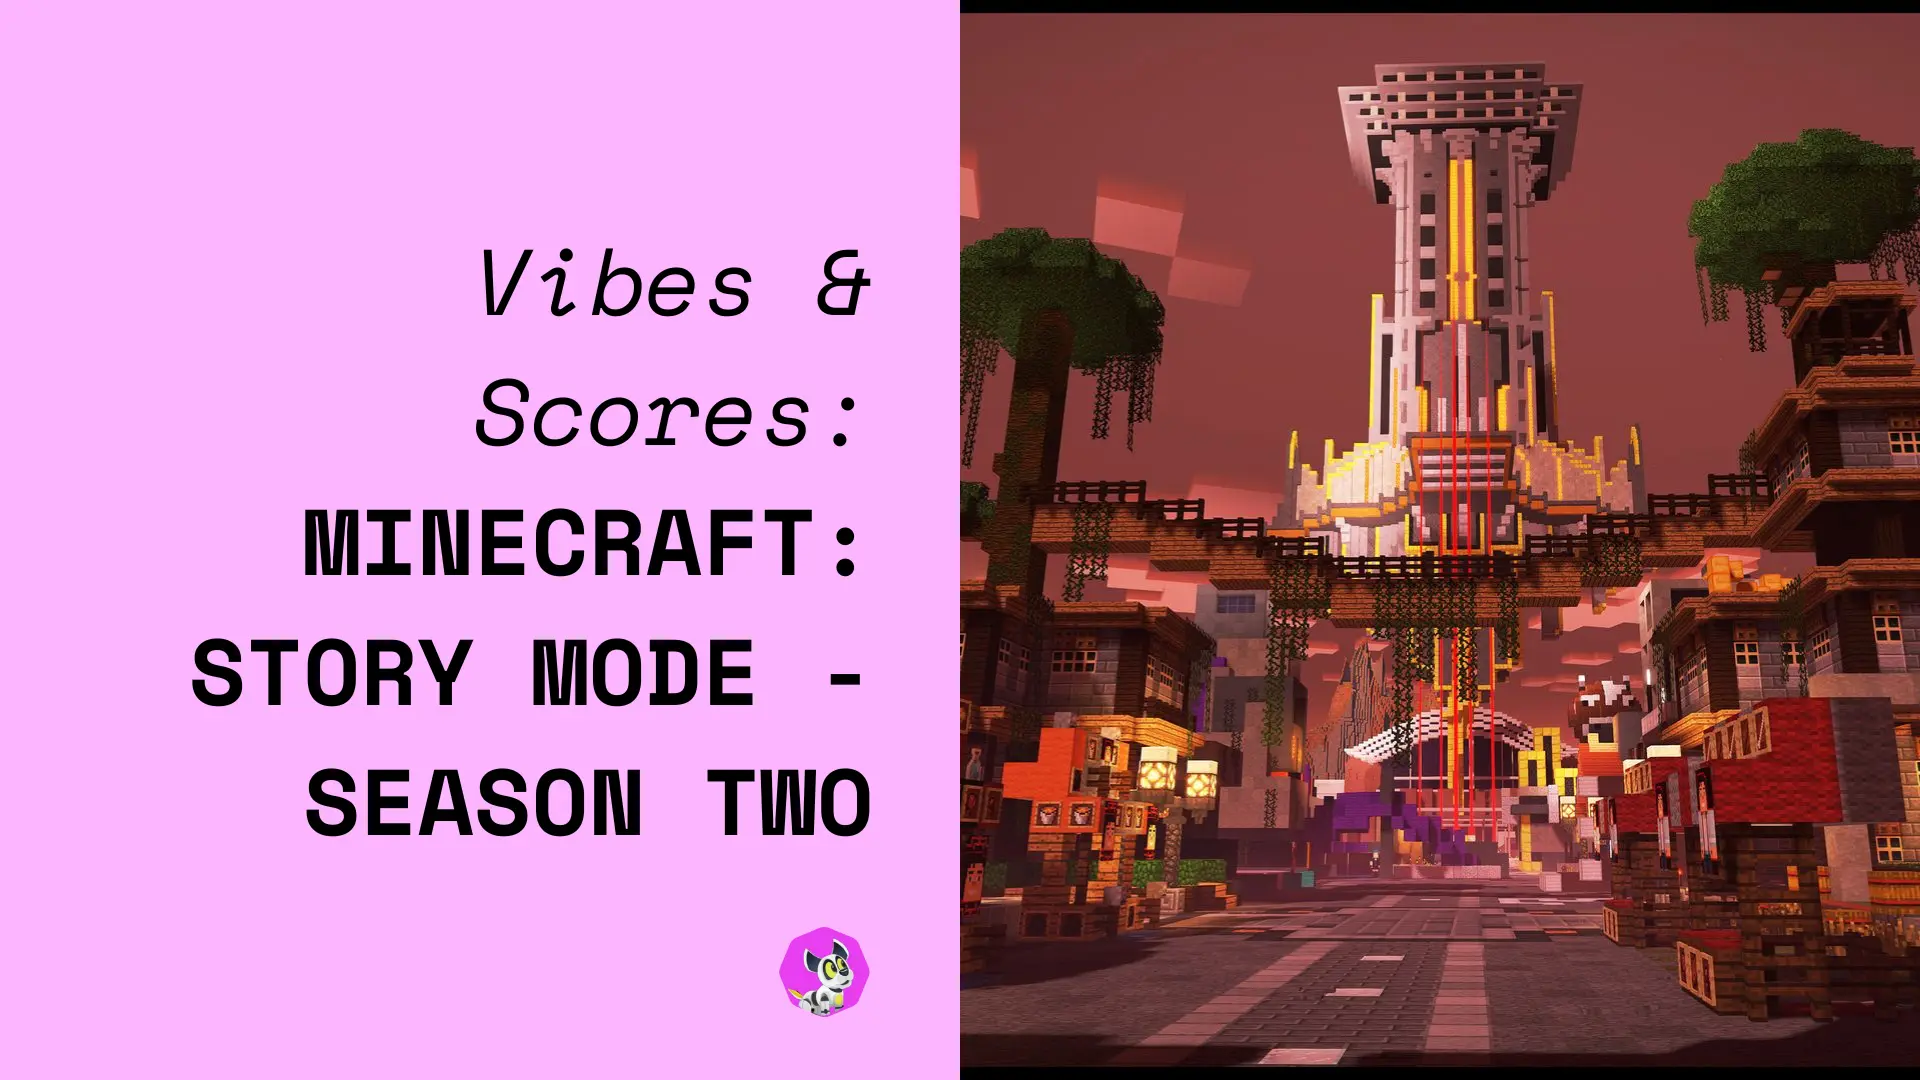 Vibes &
Scores:
MINECRAFT:
STORY MODE -
SEASON TWO